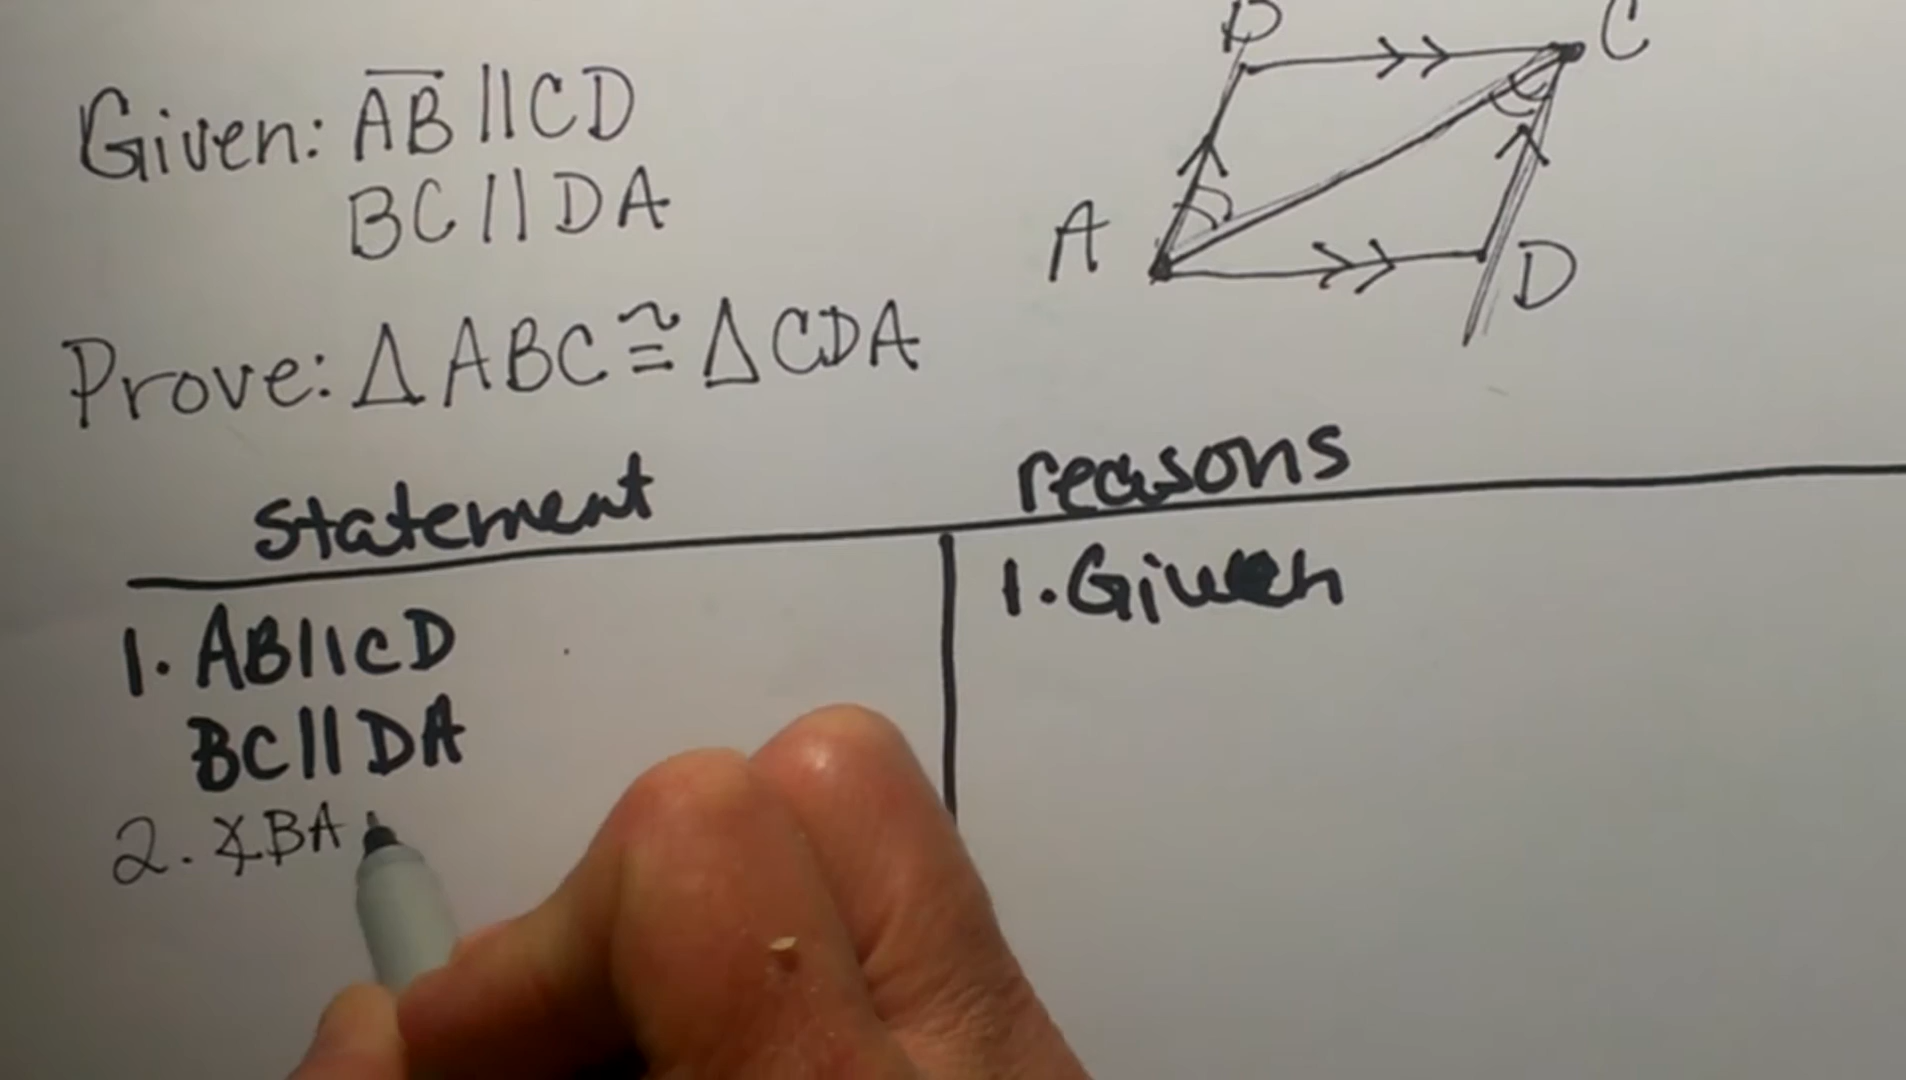 Given: AB || CD
BC || DA
Prove: △ABC ≅ △CDA
B
C
A
D
statement
reasons
1. AB || CD
1. Given
BC || DA
2. ∡BA